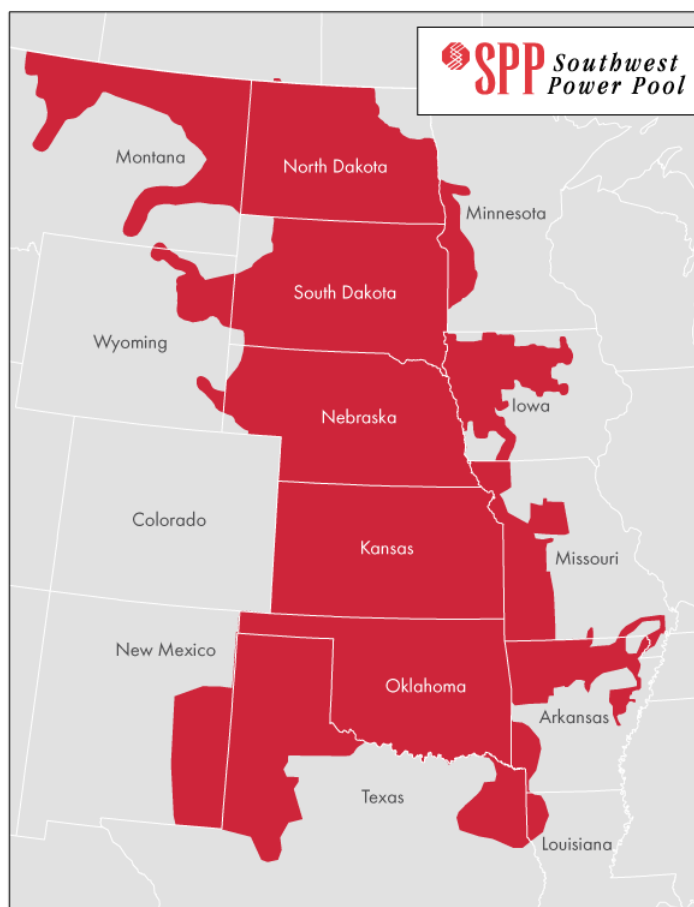 SPP Southwest
Power Pool
Montana
North Dakota
Minnesota
South Dakota
Wyoming
Nebraska
Iowa
Colorado
Kansas
Missouri
New Mexico
Oklahoma
Arkansas
Texas
Louisiana